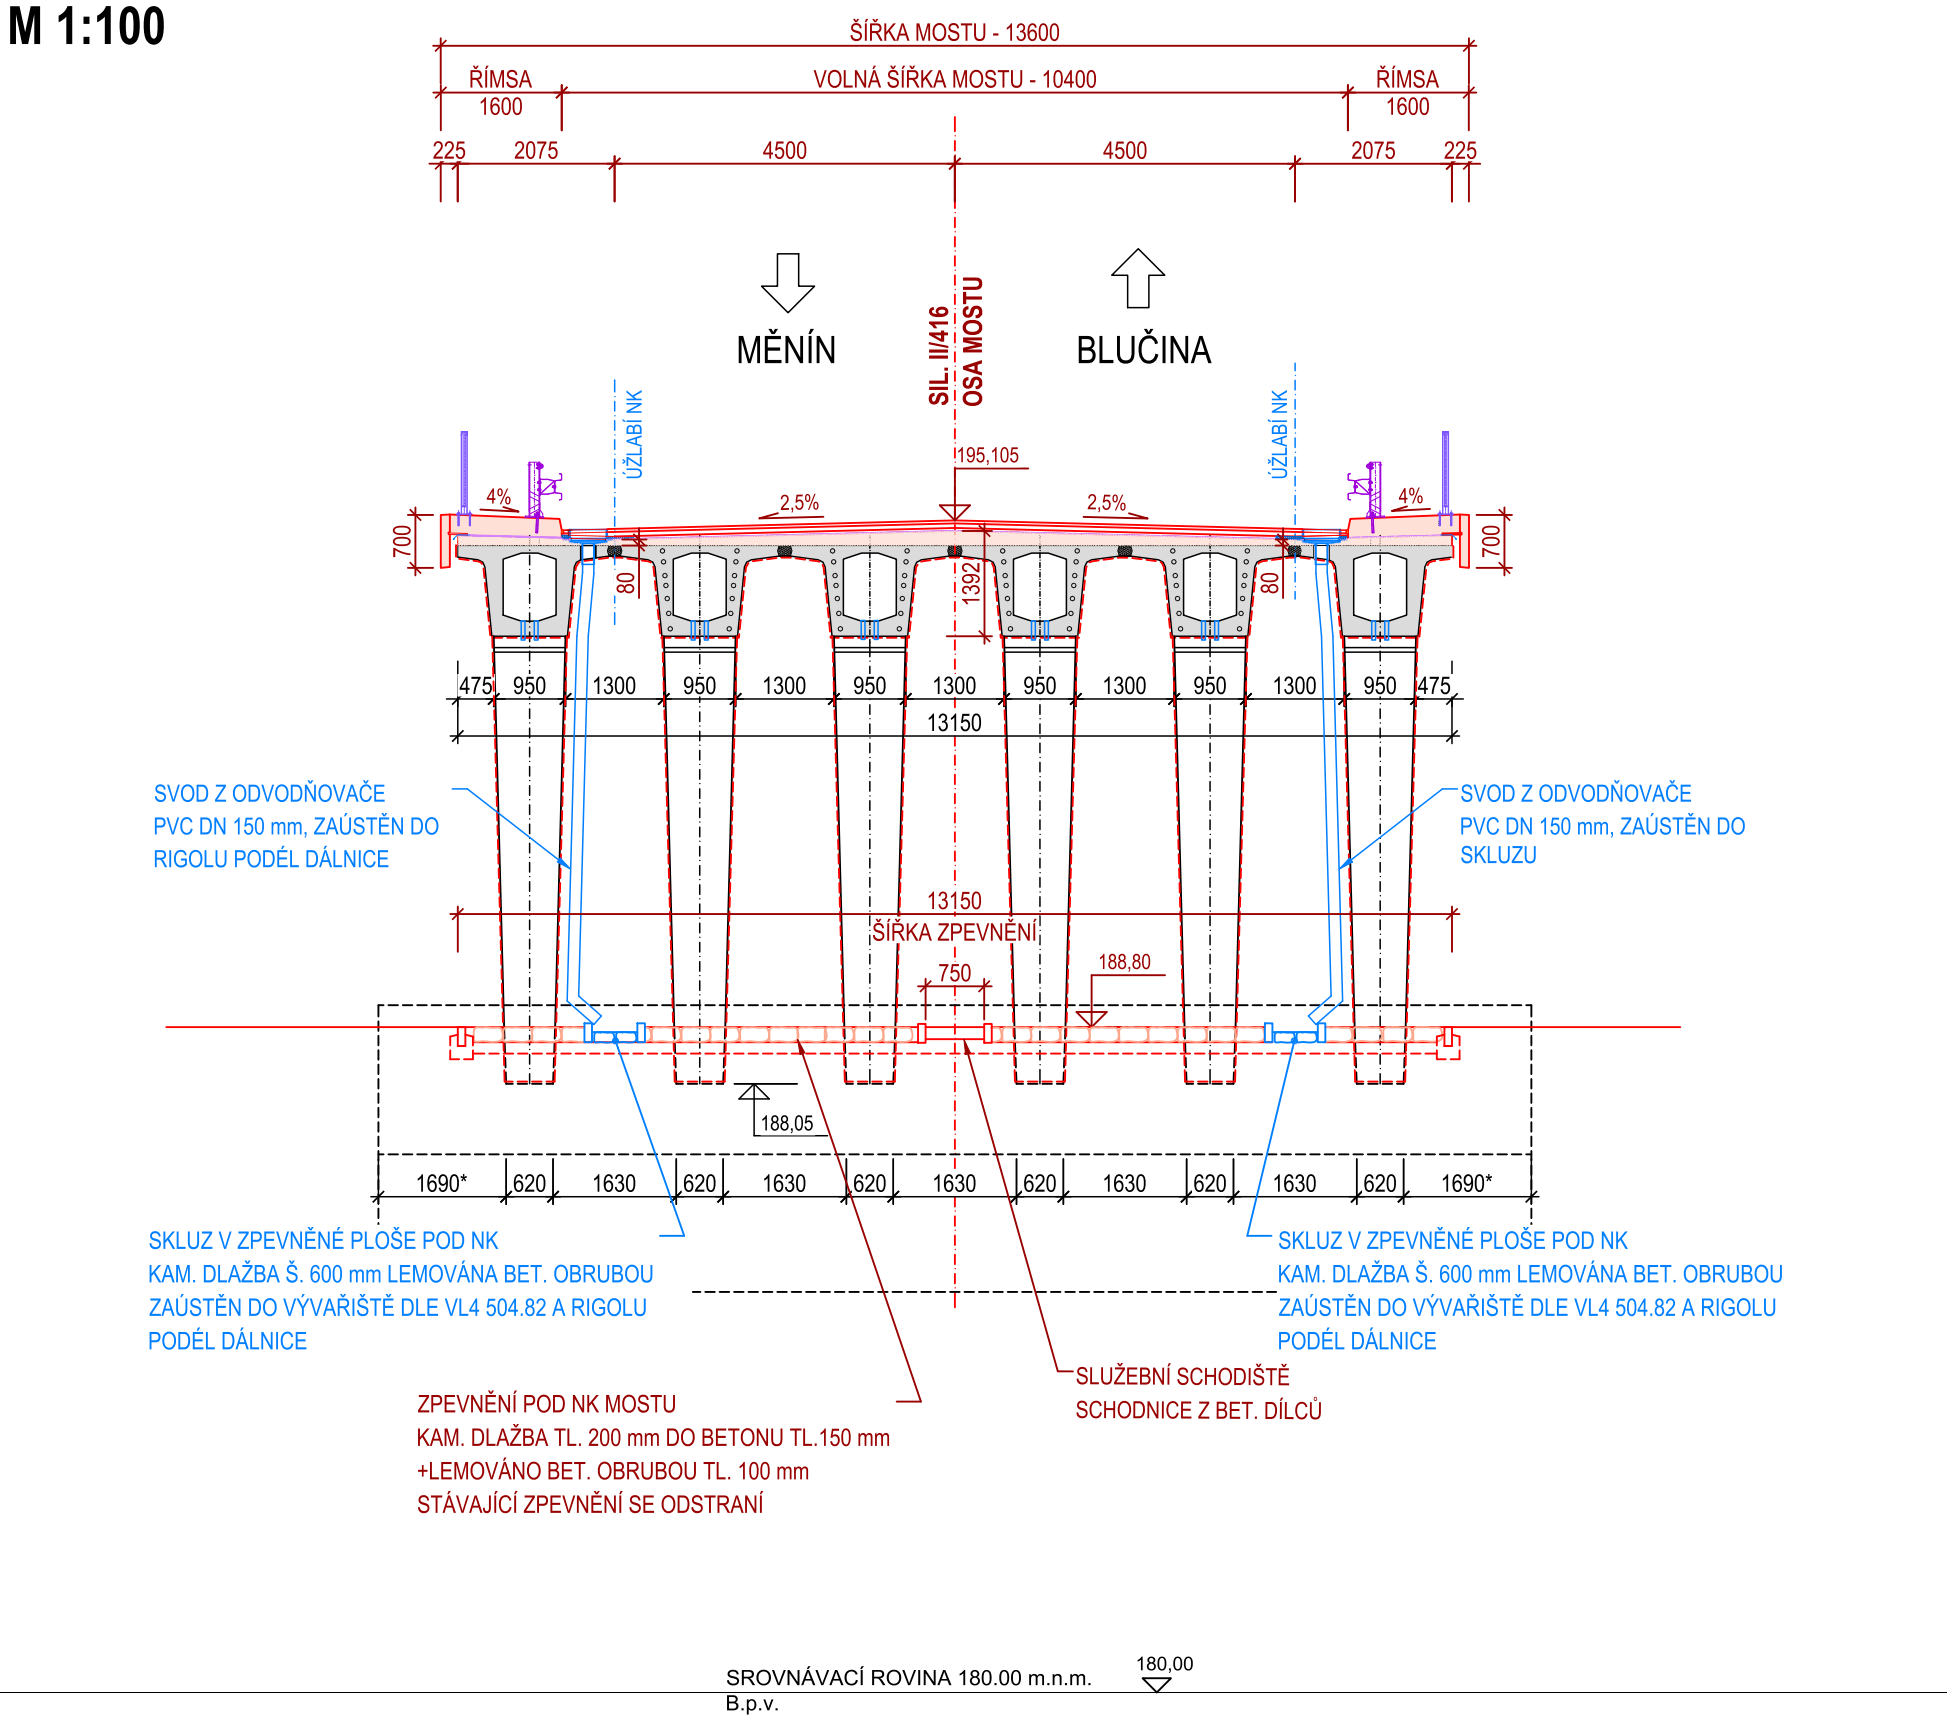 M 1:100
ŠÍŘKA MOSTU - 13600
ŘÍMSA
VOLNÁ ŠÍŘKA MOSTU - 10400
ŘÍMSA
1600
1600
225 2075 4500 4500 2075 225
MĚNÍN
BLUČINA
SIL. II/416
OSA MOSTU
ÚŽLABÍ NK
ÚŽLABÍ NK
195,105
4% 2,5% 2,5% 4%
700
700
80
1392
80
475 950 1300 950 1300 950 1300 950 1300 950 1300 950 475
13150
SVOD Z ODVODŇOVAČE
PVC DN 150 mm, ZAÚSTĚN DO
RIGOLU PODÉL DÁLNICE
SVOD Z ODVODŇOVAČE
PVC DN 150 mm, ZAÚSTĚN DO
SKLUZU
13150
ŠÍŘKA ZPEVNĚNÍ
750
188,80
188,05
1690* 620 1630 620 1630 620 1630 620 1630 620 1630 620 1690*
SKLUZ V ZPEVNĚNÉ PLOŠE POD NK
KAM. DLAŽBA Š. 600 mm LEMOVÁNA BET. OBRUBOU
ZAÚSTĚN DO VÝVAŘIŠTĚ DLE VL4 504.82 A RIGOLU
PODÉL DÁLNICE
SKLUZ V ZPEVNĚNÉ PLOŠE POD NK
KAM. DLAŽBA Š. 600 mm LEMOVÁNA BET. OBRUBOU
ZAÚSTĚN DO VÝVAŘIŠTĚ DLE VL4 504.82 A RIGOLU
PODÉL DÁLNICE
SLUŽEBNÍ SCHODIŠTĚ
SCHODNICE Z BET. DÍLCŮ
ZPEVNĚNÍ POD NK MOSTU
KAM. DLAŽBA TL. 200 mm DO BETONU TL.150 mm
+LEMOVÁNO BET. OBRUBOU TL. 100 mm
STÁVAJÍCÍ ZPEVNĚNÍ SE ODSTRANÍ
SROVNÁVACÍ ROVINA 180.00 m.n.m.
B.p.v.
180,00